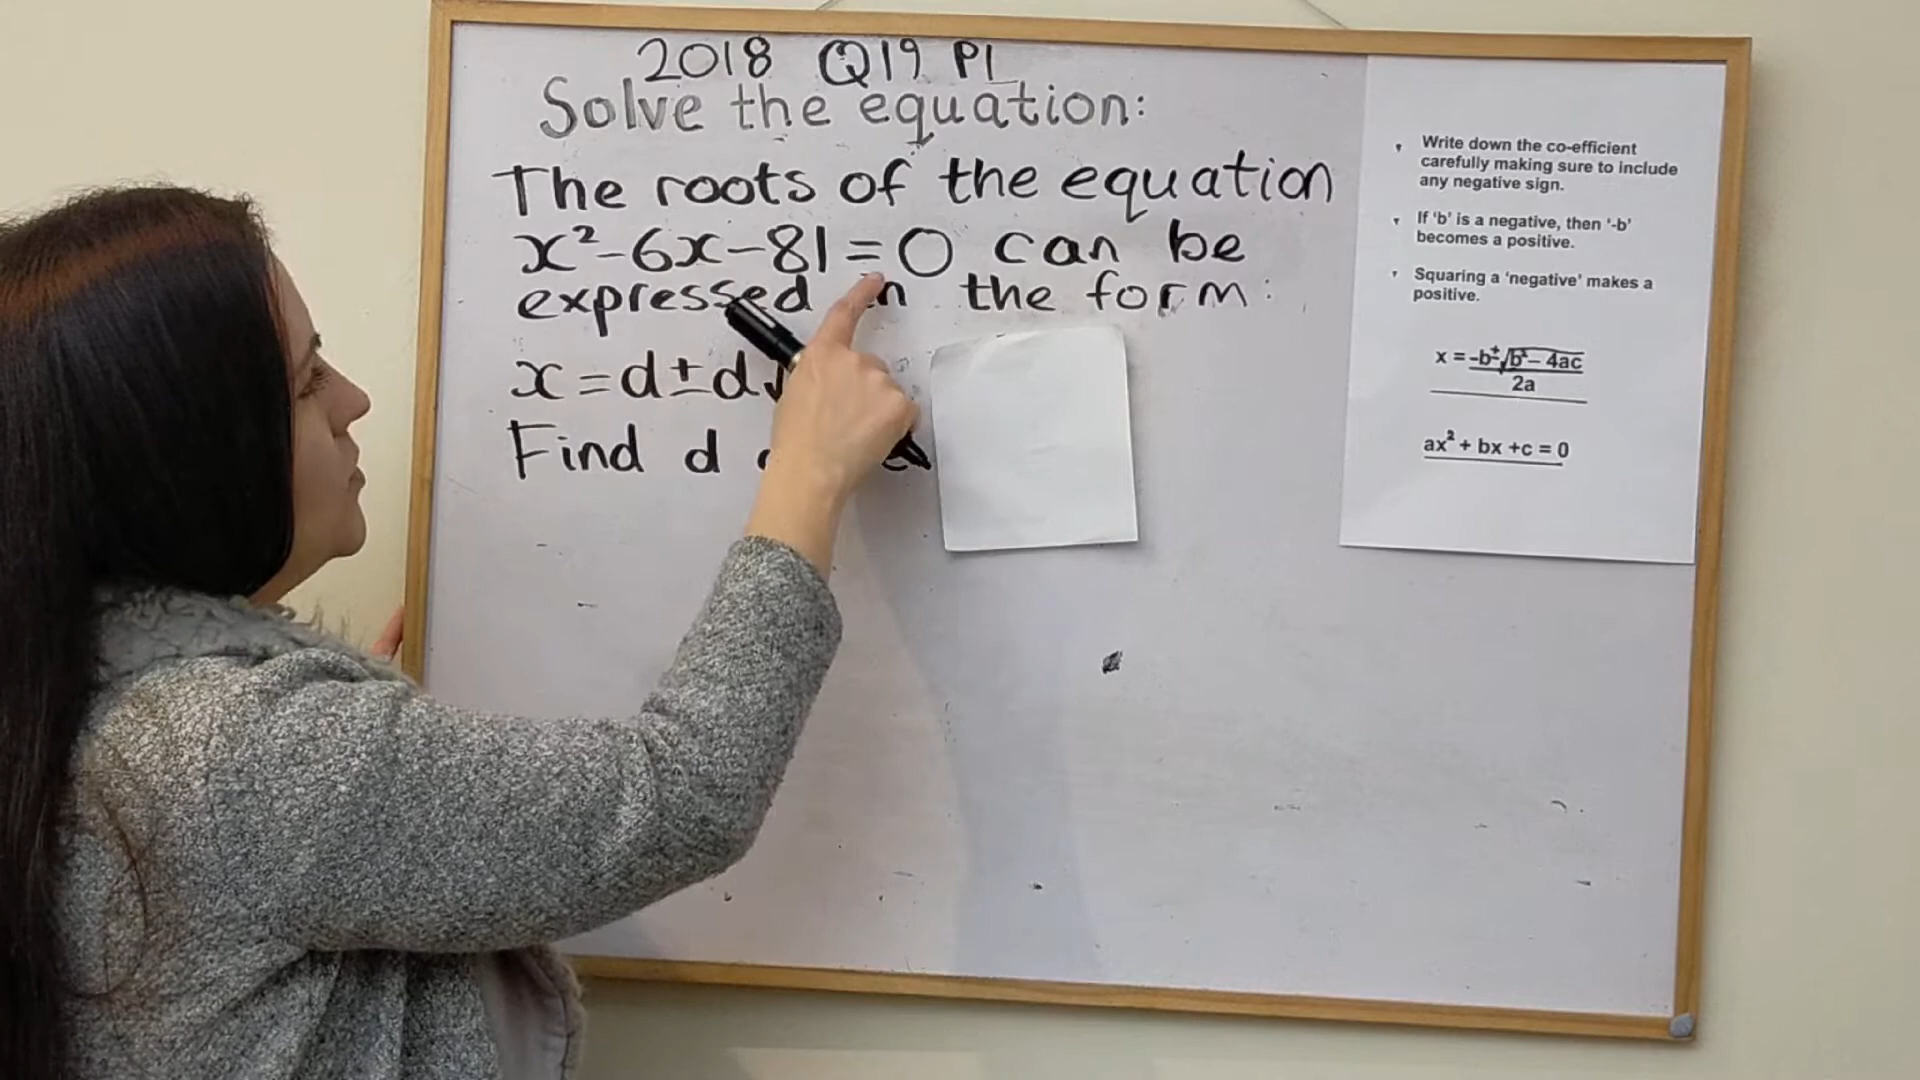 2018 Q19 P1
Solve the equation:
The roots of the equation
x²-6x-81=0 can be
expressed in the form:
x=d±d√
Find d
Write down the co-efficient
carefully making sure to include
any negative sign.
If 'b' is a negative, then '-b'
becomes a positive.
Squaring a 'negative' makes a
positive.
x = -b±√b²– 4ac
2a
ax² + bx +c = 0